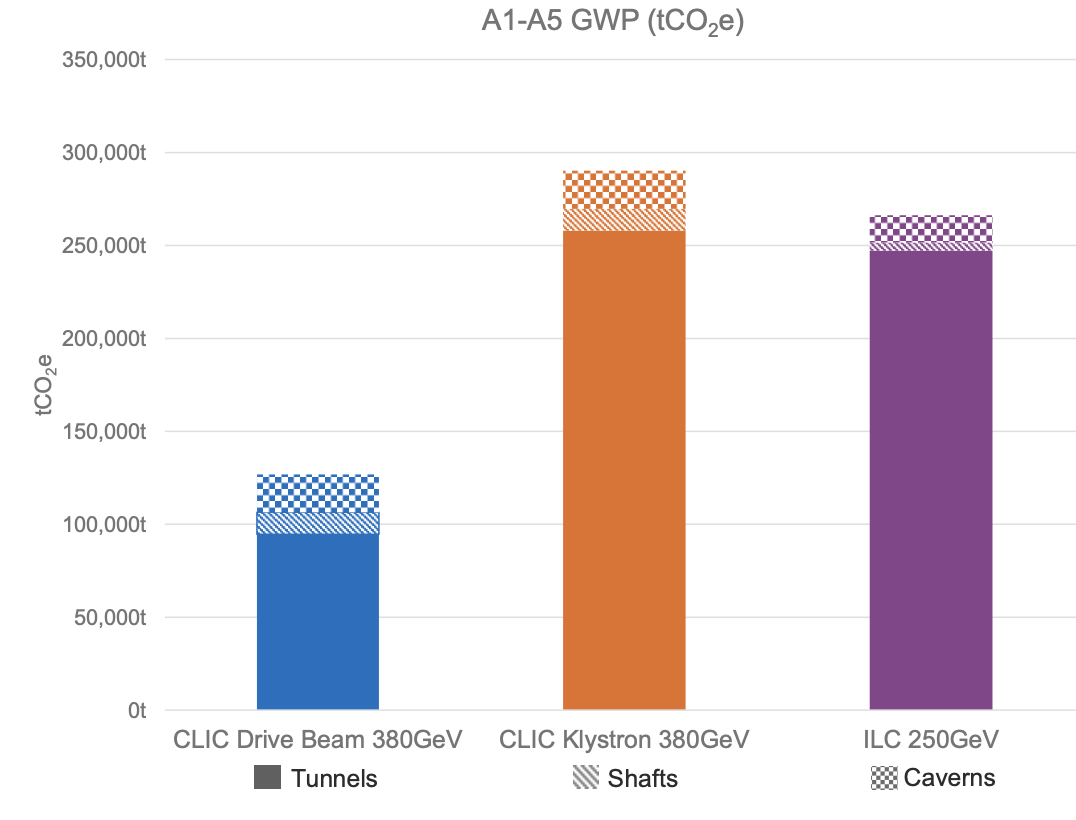 A1-A5 GWP (tCO₂e)
350,000t
300,000t
250,000t
200,000t
150,000t
100,000t
50,000t
0t
tCO₂e
CLIC Drive Beam 380GeV CLIC Klystron 380GeV ILC 250GeV
Tunnels Shafts Caverns